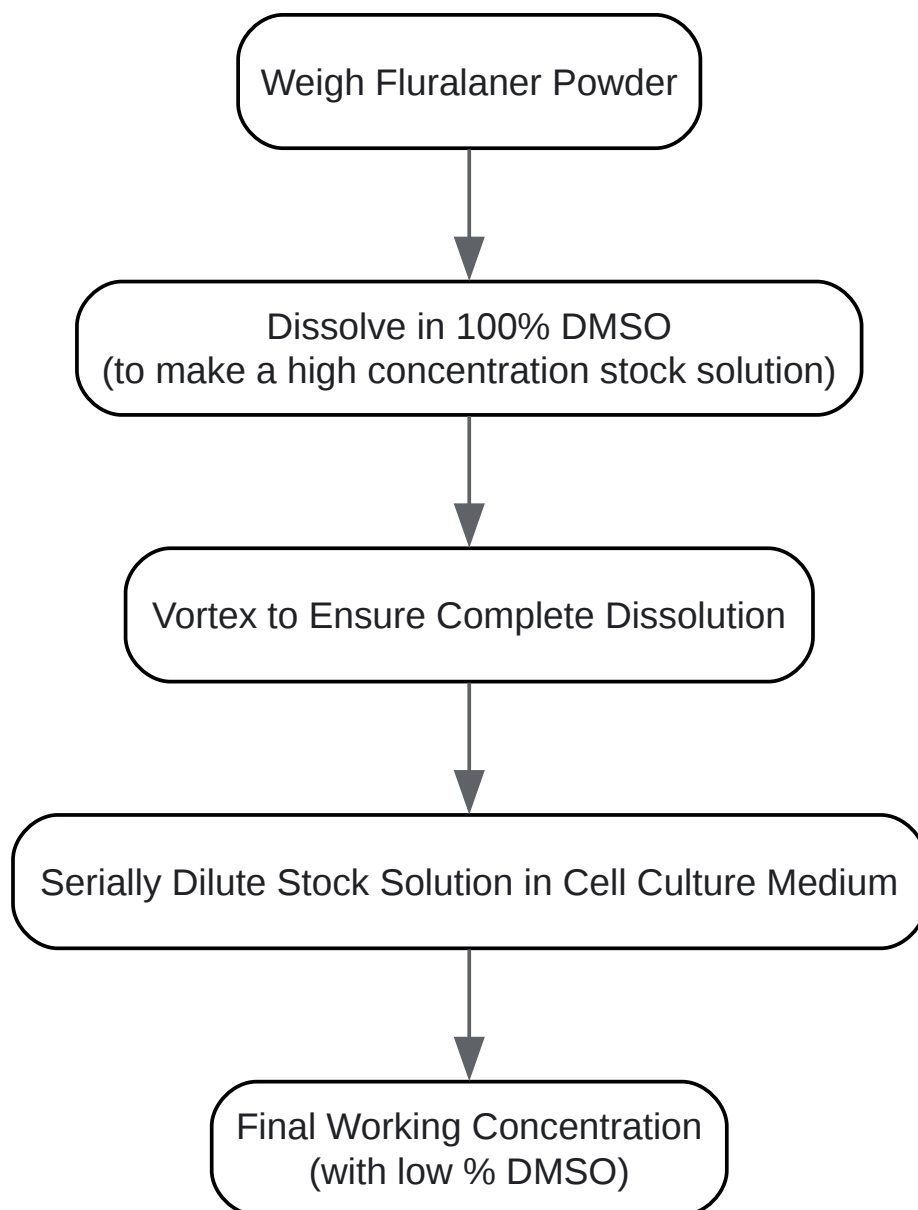 Weigh Fluralaner Powder
Dissolve in 100% DMSO
(to make a high concentration stock solution)
Vortex to Ensure Complete Dissolution
Serially Dilute Stock Solution in Cell Culture Medium
Final Working Concentration
(with low % DMSO)